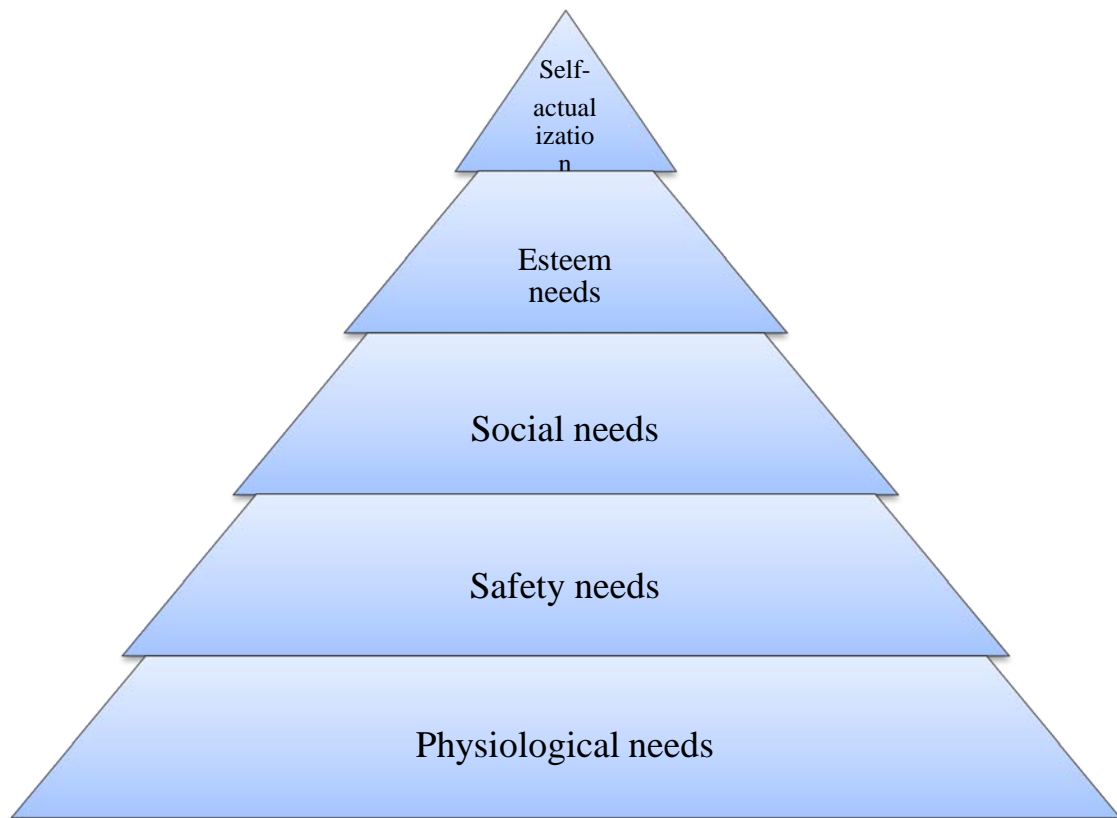 Self-
actual
izatio
n
Esteem
needs
Social needs
Safety needs
Physiological needs